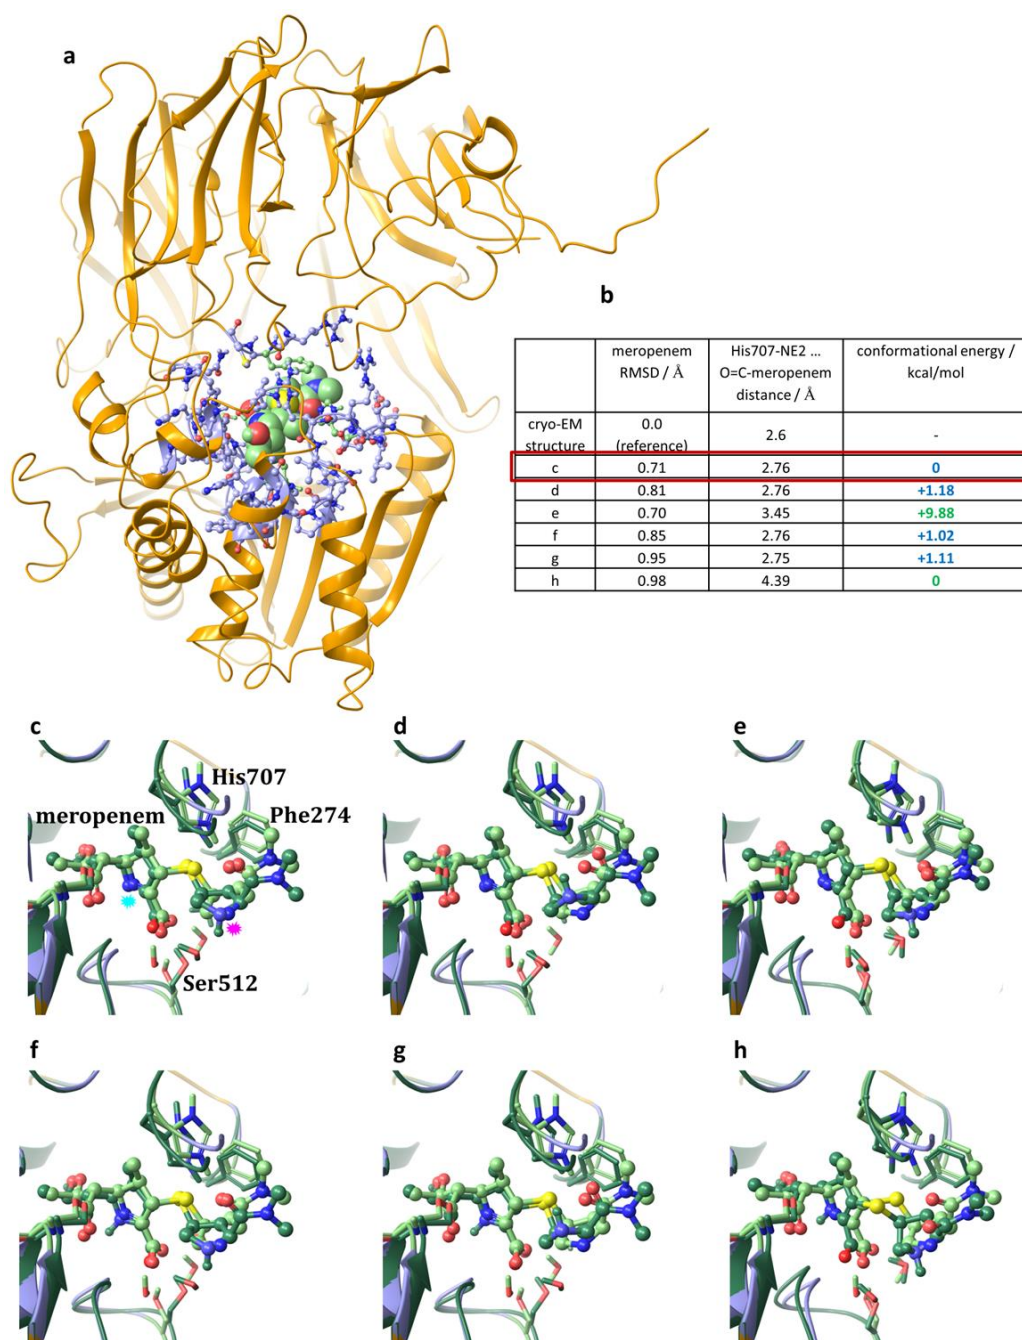 a
b
meropenem RMSD / Å His707-NE2 … O=C-meropenem distance / Å conformational energy / kcal/mol
cryo-EM structure 0.0 (reference) 2.6 -
c 0.71 2.76 0
d 0.81 2.76 +1.18
e 0.70 3.45 +9.88
f 0.85 2.76 +1.02
g 0.95 2.75 +1.11
h 0.98 4.39 0
c d e
His707
meropenem Phe274
Ser512
f g h